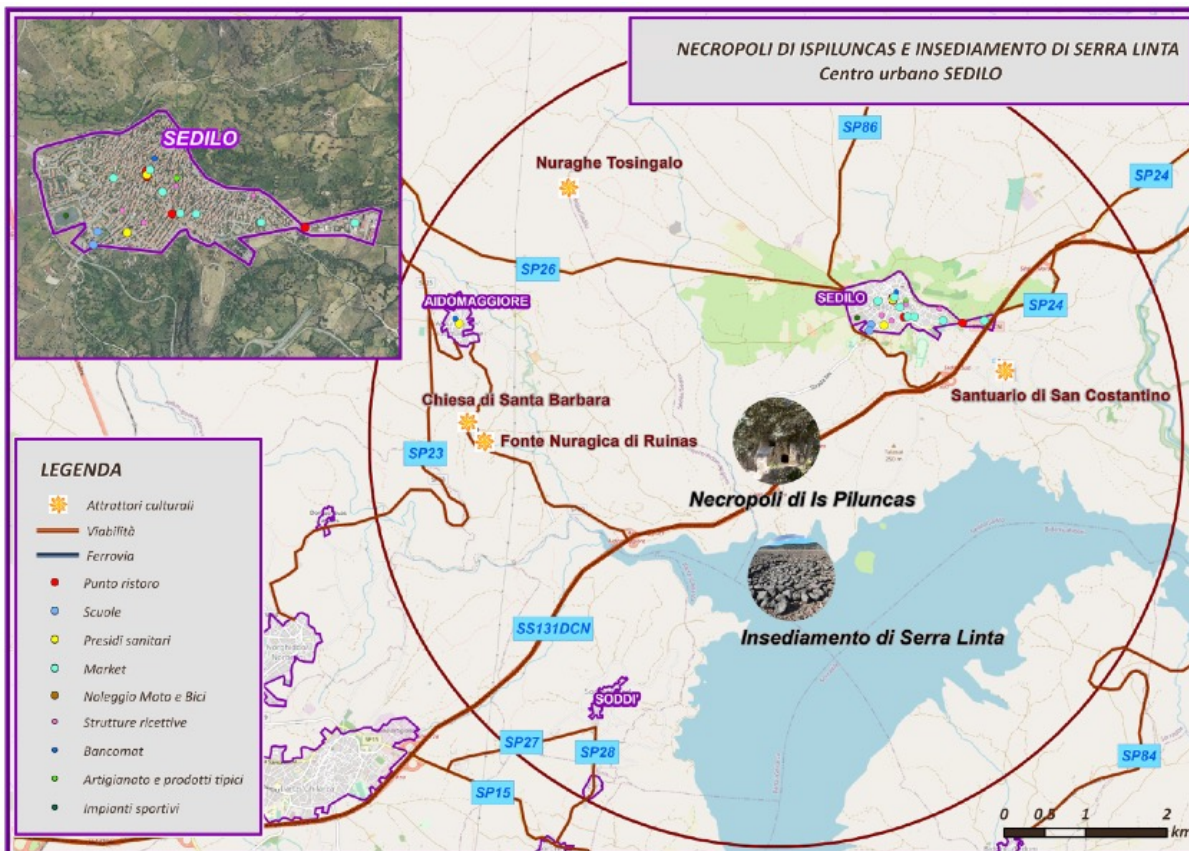 NECROPOLI DI ISPILUNCAS E INSEDIAMENTO DI SERRA LINTA
Centro urbano SEDILO
SEDILO
SP86
SP24
Nuraghe Tosingalo
SP26
SEDILO
SP24
AIDOMAGGIORE
Santuario di San Costantino
Chiesa di Santa Barbara
Fonte Nuragica di Ruinas
SP23
Necropoli di Is Piluncas
Insediamento di Serra Linta
SS131DCN
SODDI'
SP27
SP28
SP15
SP84
LEGENDA
Attrattori culturali
Viabilità
Ferrovia
Punto ristoro
Scuole
Presidi sanitari
Market
Noleggio Moto e Bici
Strutture ricettive
Bancomat
Artigianato e prodotti tipici
Impianti sportivi
0 0,5 1 2
km